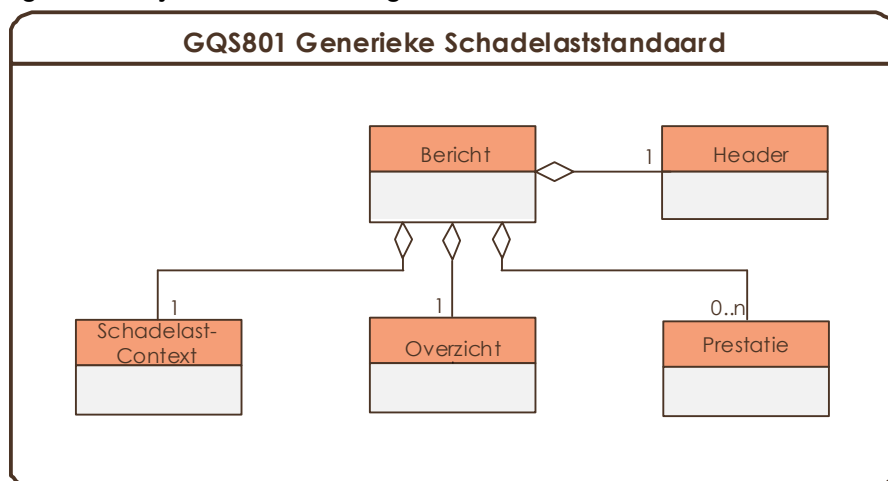 GQS801 Generieke Schadelaststandaard
Bericht
1
Header
1
1
0..n
Schadelast-
Context
Overzicht
Prestatie